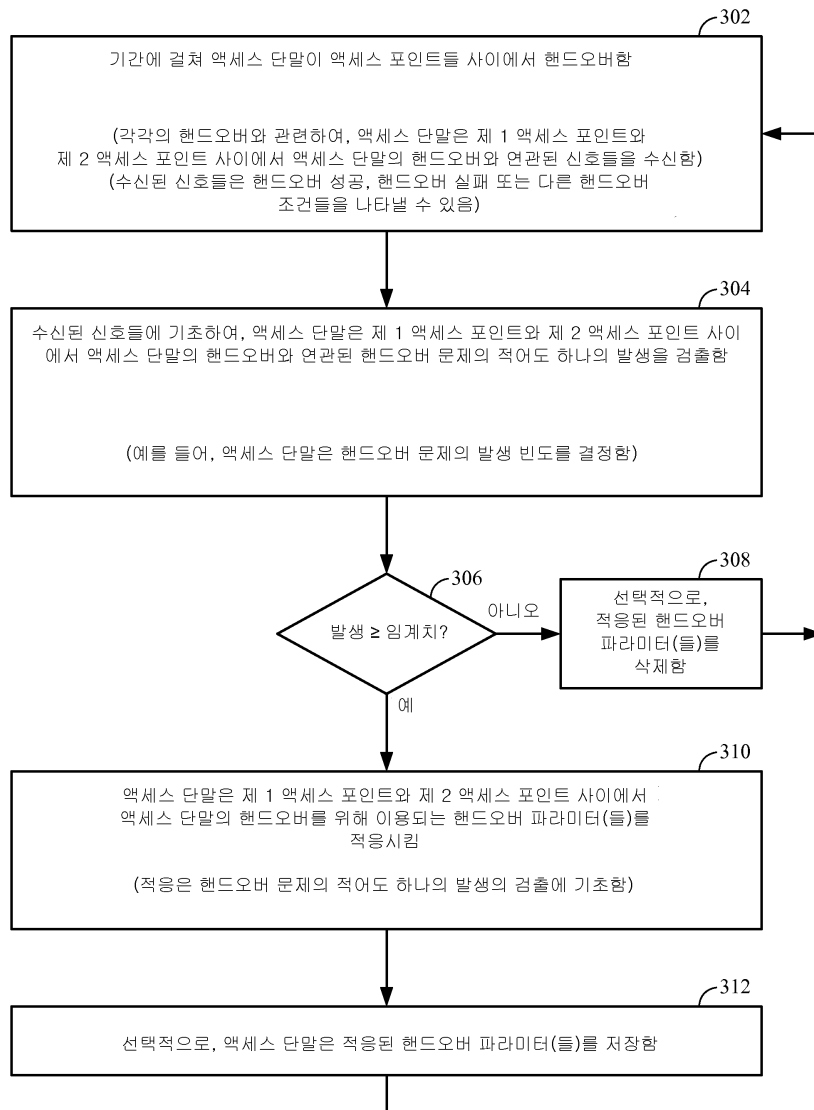 302
기간에 걸쳐 액세스 단말이 액세스 포인트들 사이에서 핸드오버함
(각각의 핸드오버와 관련하여, 액세스 단말은 제 1 액세스 포인트와
제 2 액세스 포인트 사이에서 액세스 단말의 핸드오버와 연관된 신호들을 수신함)
(수신된 신호들은 핸드오버 성공, 핸드오버 실패 또는 다른 핸드오버
조건들을 나타낼 수 있음)
304
수신된 신호들에 기초하여, 액세스 단말은 제 1 액세스 포인트와 제 2 액세스 포인트 사이
에서 액세스 단말의 핸드오버와 연관된 핸드오버 문제의 적어도 하나의 발생을 검출함
(예를 들어, 액세스 단말은 핸드오버 문제의 발생 빈도를 결정함)
306
발생 ≥ 임계치?
아니오
예
308
선택적으로,
적응된 핸드오버
파라미터(들)를
삭제함
310
액세스 단말은 제 1 액세스 포인트와 제 2 액세스 포인트 사이에서
액세스 단말의 핸드오버를 위해 이용되는 핸드오버 파라미터(들)를
적응시킴
(적응은 핸드오버 문제의 적어도 하나의 발생의 검출에 기초함)
312
선택적으로, 액세스 단말은 적응된 핸드오버 파라미터(들)를 저장함